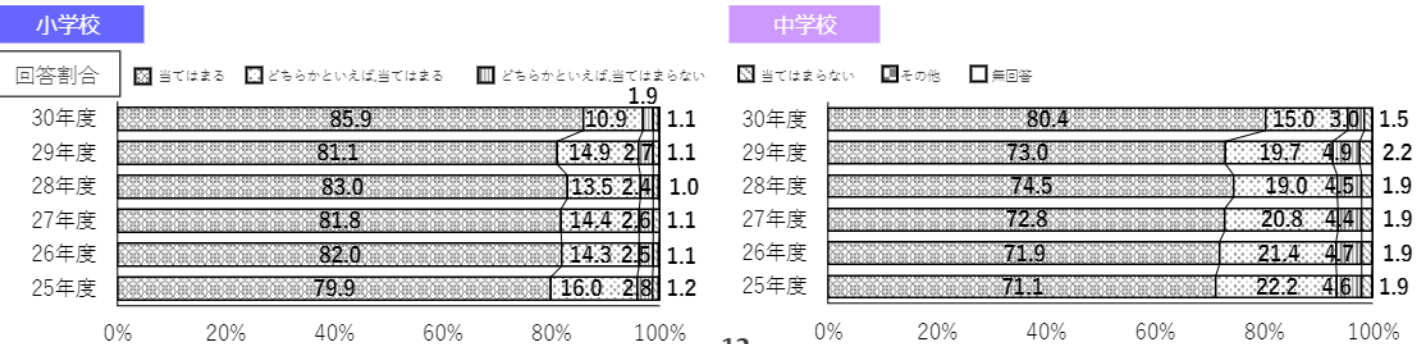 小学校 中学校
回答割合 当てはまる どちらかといえば,当てはまる どちらかといえば,当てはまらない 当てはまらない その他 無回答
1.9
30年度 85.9 10.9 1.1 30年度 80.4 15.0 3.0 1.5
29年度 81.1 14.9 2.7 1.1 29年度 73.0 19.7 4.9 2.2
28年度 83.0 13.5 2.4 1.0 28年度 74.5 19.0 4.5 1.9
27年度 81.8 14.4 2.6 1.1 27年度 72.8 20.8 4.4 1.9
26年度 82.0 14.3 2.5 1.1 26年度 71.9 21.4 4.7 1.9
25年度 79.9 16.0 2.8 1.2 25年度 71.1 22.2 4.6 1.9
0% 20% 40% 60% 80% 100% 0% 20% 40% 60% 80% 100%